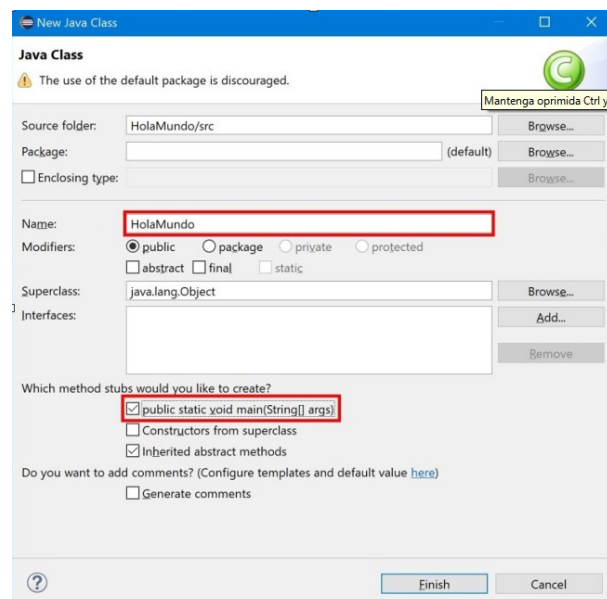 New Java Class
Java Class
The use of the default package is discouraged.
Mantenga oprimida Ctrl y
Source folder: HolaMundo/src Browse...
Package: (default) Browse...
Enclosing type: Browse...
Name: HolaMundo
Modifiers: public package private protected
abstract final static
Superclass: java.lang.Object Browse...
Interfaces: Add...
Remove
Which method stubs would you like to create?
public static void main(String[] args)
Constructors from superclass
Inherited abstract methods
Do you want to add comments? (Configure templates and default value here)
Generate comments
? Finish Cancel